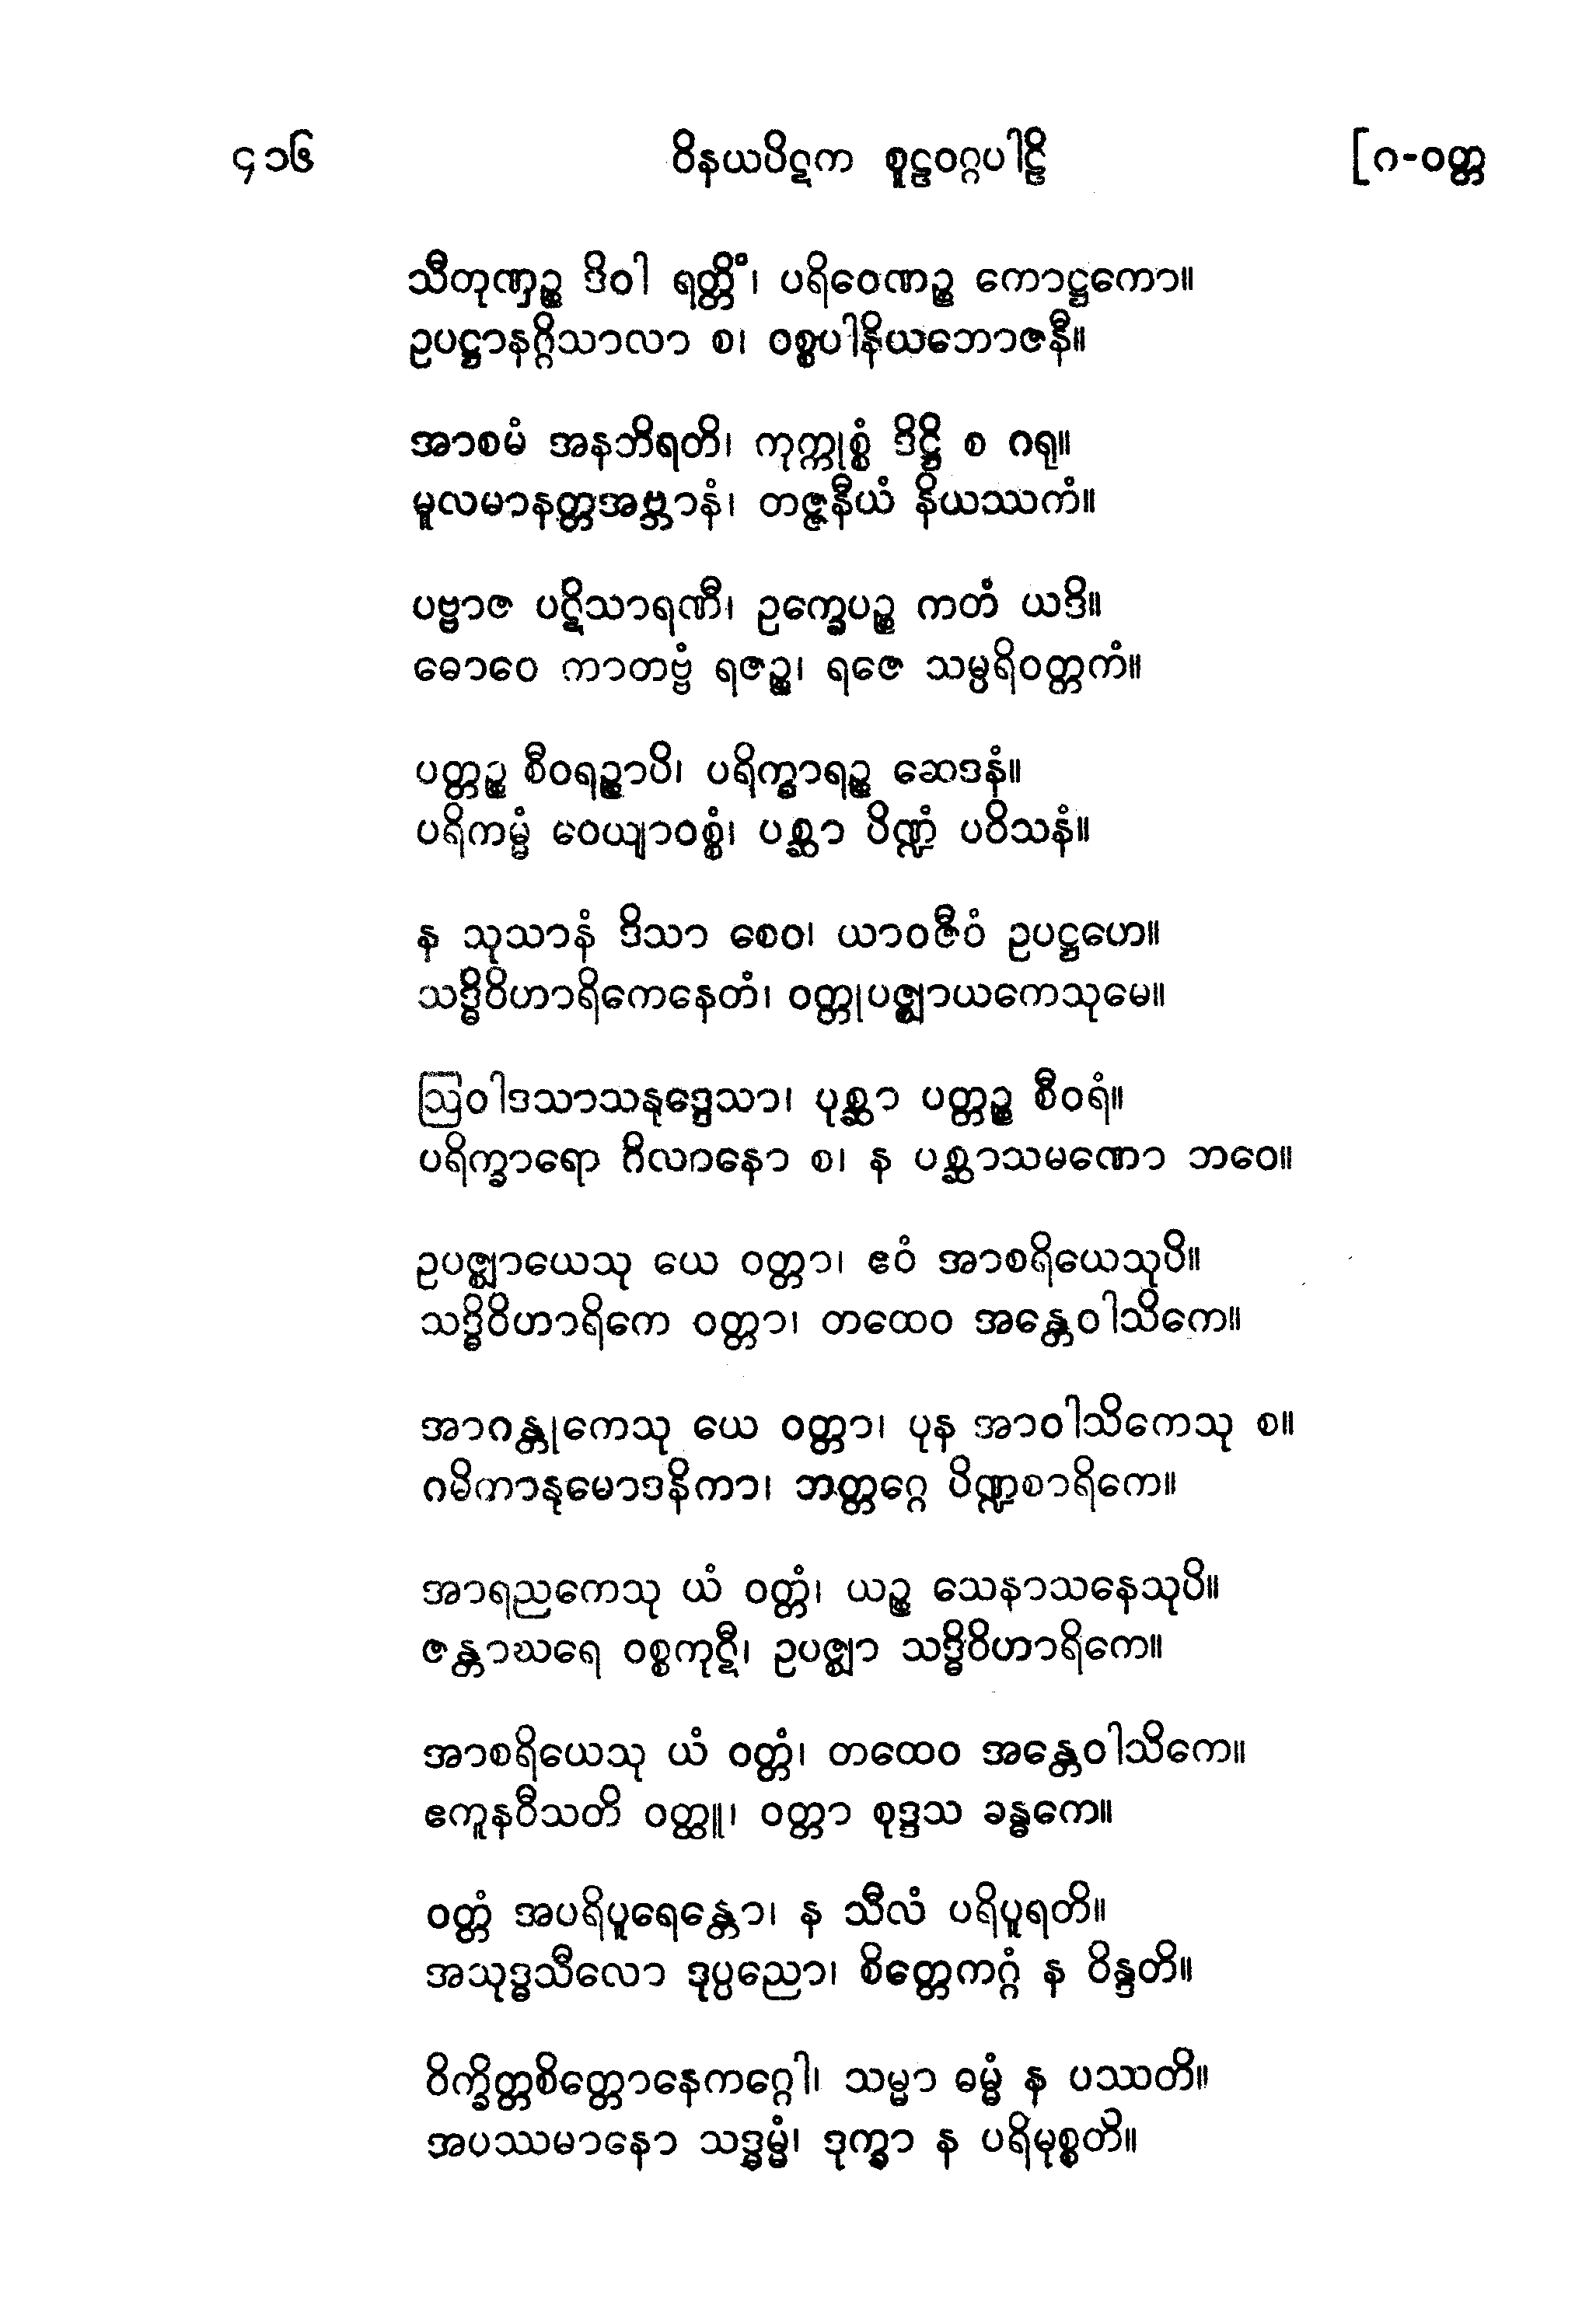 ၄၁၆ ဝိနယပိဋက စူဠဝဂ္ဂပါဠိ [ဂ-ဝတ္တ
သီတုဏှဉ္စ ဒိဝါ ရတ္တိံ၊ ပရိဝေဏဉ္စ ကောဋ္ဌကော။
ဥပဋ္ဌာနဂ္ဂိသာလာ စ၊ ဝစ္စပါနိယဘောဇနီ။
အာစမံ အနဘိရတိ၊ ကုက္ကုစ္စံ ဒိဋ္ဌိ စ ဂရု။
မူလမာနတ္တအဗ္ဘာနံ၊ တဇ္ဇနီယံ နိယဿကံ။
ပဗ္ဗာဇ ပဋိသာရဏီ၊ ဥက္ခေပဉ္စ ကတံ ယဒိ။
ဓောဝေ ကာတဗ္ဗံ ရဇဉ္စ၊ ရဇေ သမ္ပရိဝတ္တကံ။
ပတ္တဉ္စ စီဝရဉ္စာပိ၊ ပရိက္ခာရဉ္စ ဆေဒနံ။
ပရိကမ္မံ ဝေယျာဝစ္စံ၊ ပစ္ဆာ ပိဏ္ဍံ ပဝိသနံ။
န သုသာနံ ဒိသာ စေဝ၊ ယာဝဇီဝံ ဥပဋ္ဌဟေ။
သဒ္ဓိဝိဟာရိကေနေတံ၊ ဝတ္တုပဇ္ဈာယကေသုမေ။
ဩဝါဒသာသနုဒ္ဒေသာ၊ ပုစ္ဆာ ပတ္တဉ္စ စီဝရံ။
ပရိက္ခာရော ဂိလာနော စ၊ န ပစ္ဆာသမဏော ဘဝေ။
ဥပဇ္ဈာယေသု ယေ ဝတ္တာ၊ ဧဝံ အာစရိယေသုပိ။
သဒ္ဓိဝိဟာရိကေ ဝတ္တာ၊ တထေဝ အန္တေဝါသိကေ။
အာဂန္တုကေသု ယေ ဝတ္တာ၊ ပုန အာဝါသိကေသု စ။
ဂမိကာနုမောဒနိကာ၊ ဘတ္တဂ္ဂေ ပိဏ္ဍစာရိကေ။
အာရညကေသု ယံ ဝတ္တံ၊ ယဉ္စ သေနာသနေသုပိ။
ဇန္တာဃရေ ဝစ္စကုဋီ၊ ဥပဇ္ဈာ သဒ္ဓိဝိဟာရိကေ။
အာစရိယေသု ယံ ဝတ္တံ၊ တထေဝ အန္တေဝါသိကေ။
ဧကူနဝီသတိ ဝတ္ထူ၊ ဝတ္တာ စုဒ္ဒသ ခန္ဓကေ။
ဝတ္တံ အပရိပူရေန္တော၊ န သီလံ ပရိပူရတိ။
အသုဒ္ဓသီလော ဒုပ္ပညော၊ စိတ္တေကဂ္ဂံ န ဝိန္ဒတိ။
ဝိက္ခိတ္တစိတ္တောနေကဂ္ဂေါ၊ သမ္မာ ဓမ္မံ န ပဿတိ။
အပဿမာနော သဒ္ဓမ္မံ၊ ဒုက္ခာ န ပရိမုစ္စတိ။